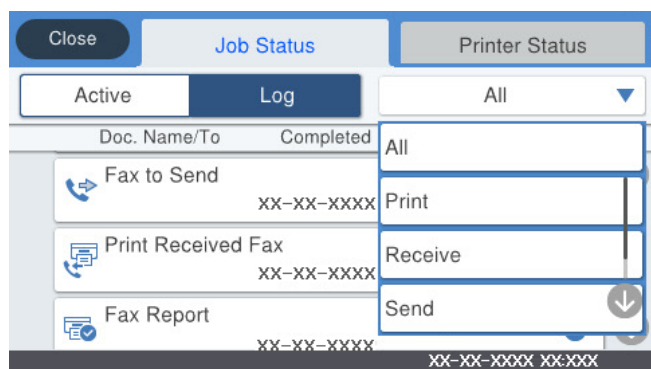 Close
Job Status
Printer Status
Active
Log
All
Doc. Name/To
Completed
All
Fax to Send
XX-XX-XXXX
Print
Print Received Fax
XX-XX-XXXX
Receive
Fax Report
XX-XX-XXXX
Send
XX-XX-XXXX XX:XXX